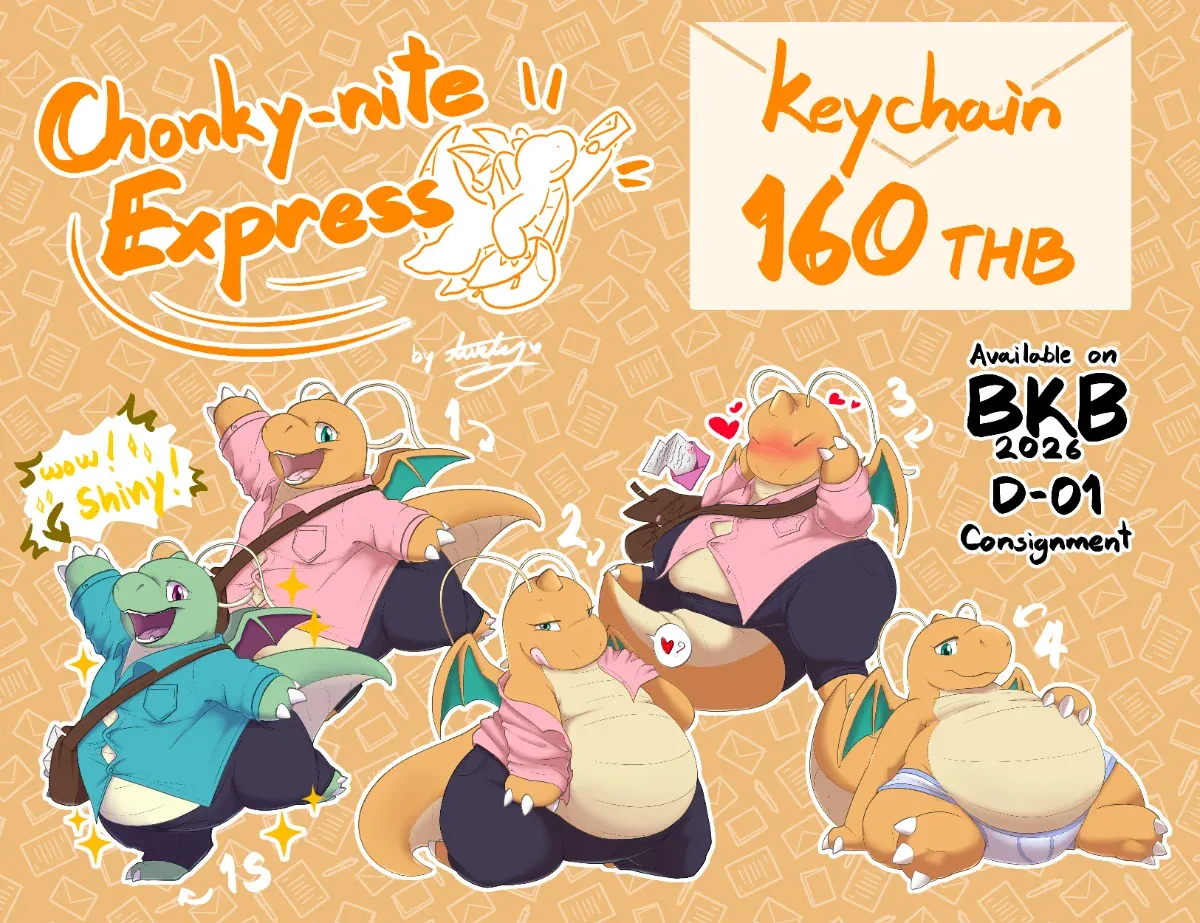 Chonky-nite
Express
by
Keychain
160 THB
Available on
BKB
2026
D-01
Consignment
wow!
Shiny!
1
2
3
4
1S